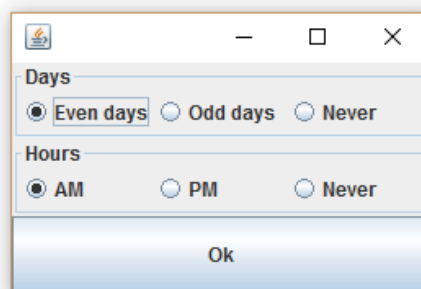 Days
Even days Odd days Never
Hours
AM PM Never
Ok